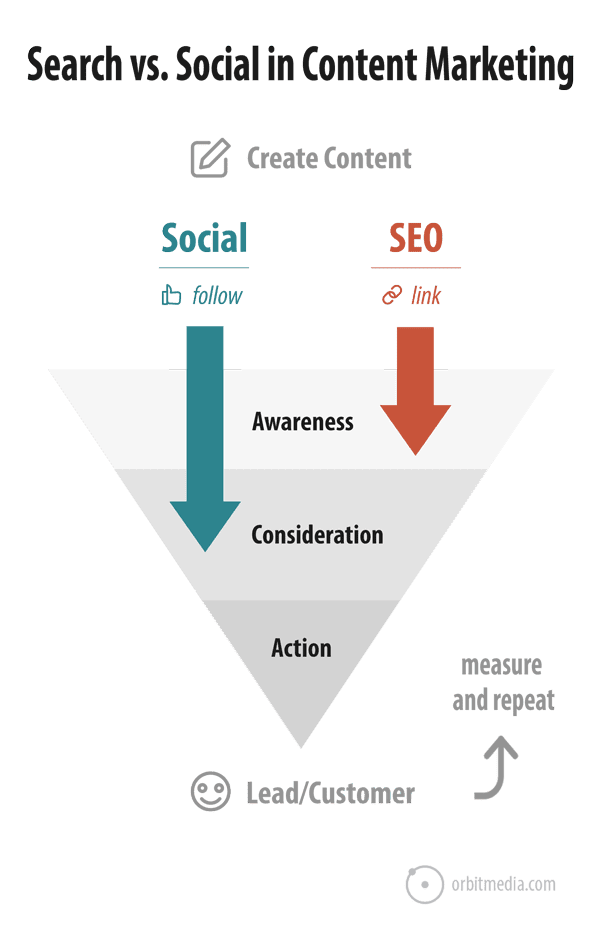 Search vs. Social in Content Marketing
Create Content
Social
SEO
follow
link
Awareness
Consideration
Action
measure
and repeat
Lead/Customer
orbitmedia.com